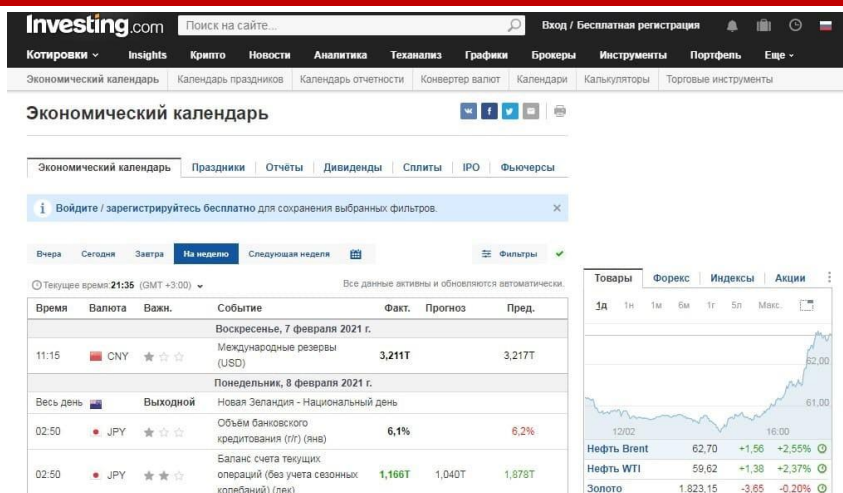 Investing.com
Поиск на сайте...
Вход / Бесплатная регистрация
Котировки Insights Крипто Новости Аналитика Теханализ Графики Брокеры Инструменты Портфель Еще
Экономический календарь Календарь праздников Календарь отчетности Конвертер валют Календари Калькуляторы Торговые инструменты
Экономический календарь
Экономический календарь Праздники Отчёты Дивиденды Сплиты IPO Фьючерсы
Войдите / зарегистрируйтесь бесплатно для сохранения выбранных фильтров.
Вчера Сегодня Завтра На неделю Следующая неделя Фильтры
Текущее время:21:35 (GMT +3:00) Все данные активны и обновляются автоматически.
Время Валюта Важн. Событие Факт. Прогноз Пред.
Воскресенье, 7 февраля 2021 г.
11:15 CNY Международные резервы
(USD) 3,211T 3,217T
Понедельник, 8 февраля 2021 г.
Весь день Выходной Новая Зеландия - Национальный день
02:50 JPY Объём банковского
кредитования (г/г) (янв) 6,1% 6,2%
02:50 JPY Баланс счета текущих
операций (без учета сезонных 1,166T 1,040T 1,878T
колебаний) (дек)
Товары Форекс Индексы Акции
1д 1н 1м 6м 1г 5л Макс.
62,00
61,00
12/02 16:00
Нефть Brent 62,70 +1,56 +2,55%
Нефть WTI 59,62 +1,38 +2,37%
Золото 1.823,15 -3,65 -0,20%